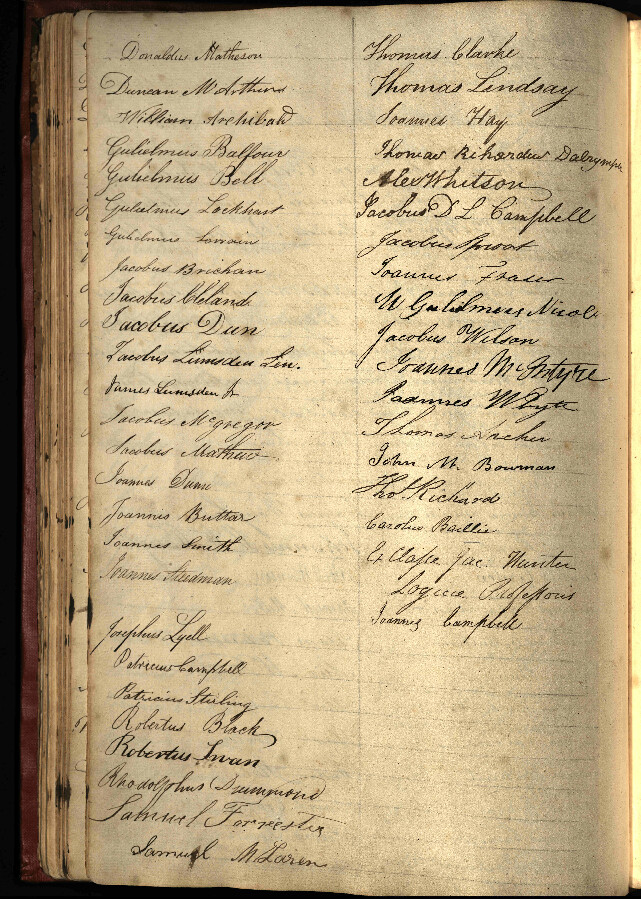 Donaldus Matheson
Duncan McArthur
William Archibald
Gulielmus Balfour
Gulielmus Bell
Gulielmus Lockhart
Gulielmus Lorrain
Jacobus Brichan
Jacobus Cleland
Jacobus Dun
Jacobus Lumsden Sen.
James Lumsden Jr
Jacobus McGregor
Jacobus Mathew
Joannes Dunn
Joannes Buttar
Joannes Smith
Joannes Steedman
Josephus Lyell
Patricius Campbell
Patricius Stirling
Robertus Black
Robertus Swan
Rhodolphus Drummond
Samuel Forrester
Samuel McLaren
Thomas Clarke
Thomas Lindsay
Joannes Hay
Thomas Richardus Dalrymple
Alex Whitson
Jacobus D L Campbell
Jacobus Sproat
Joannes Fraser
W Gulielmus Nicol
Jacobus Wilson
Joannes McIntyre
Joannes
Thomas Archer
John M. Bowman
Thos Richard
Carolus Baillie
Ex Classe Jac. Hunter
Logicæ Professoris
Joannes Campbell